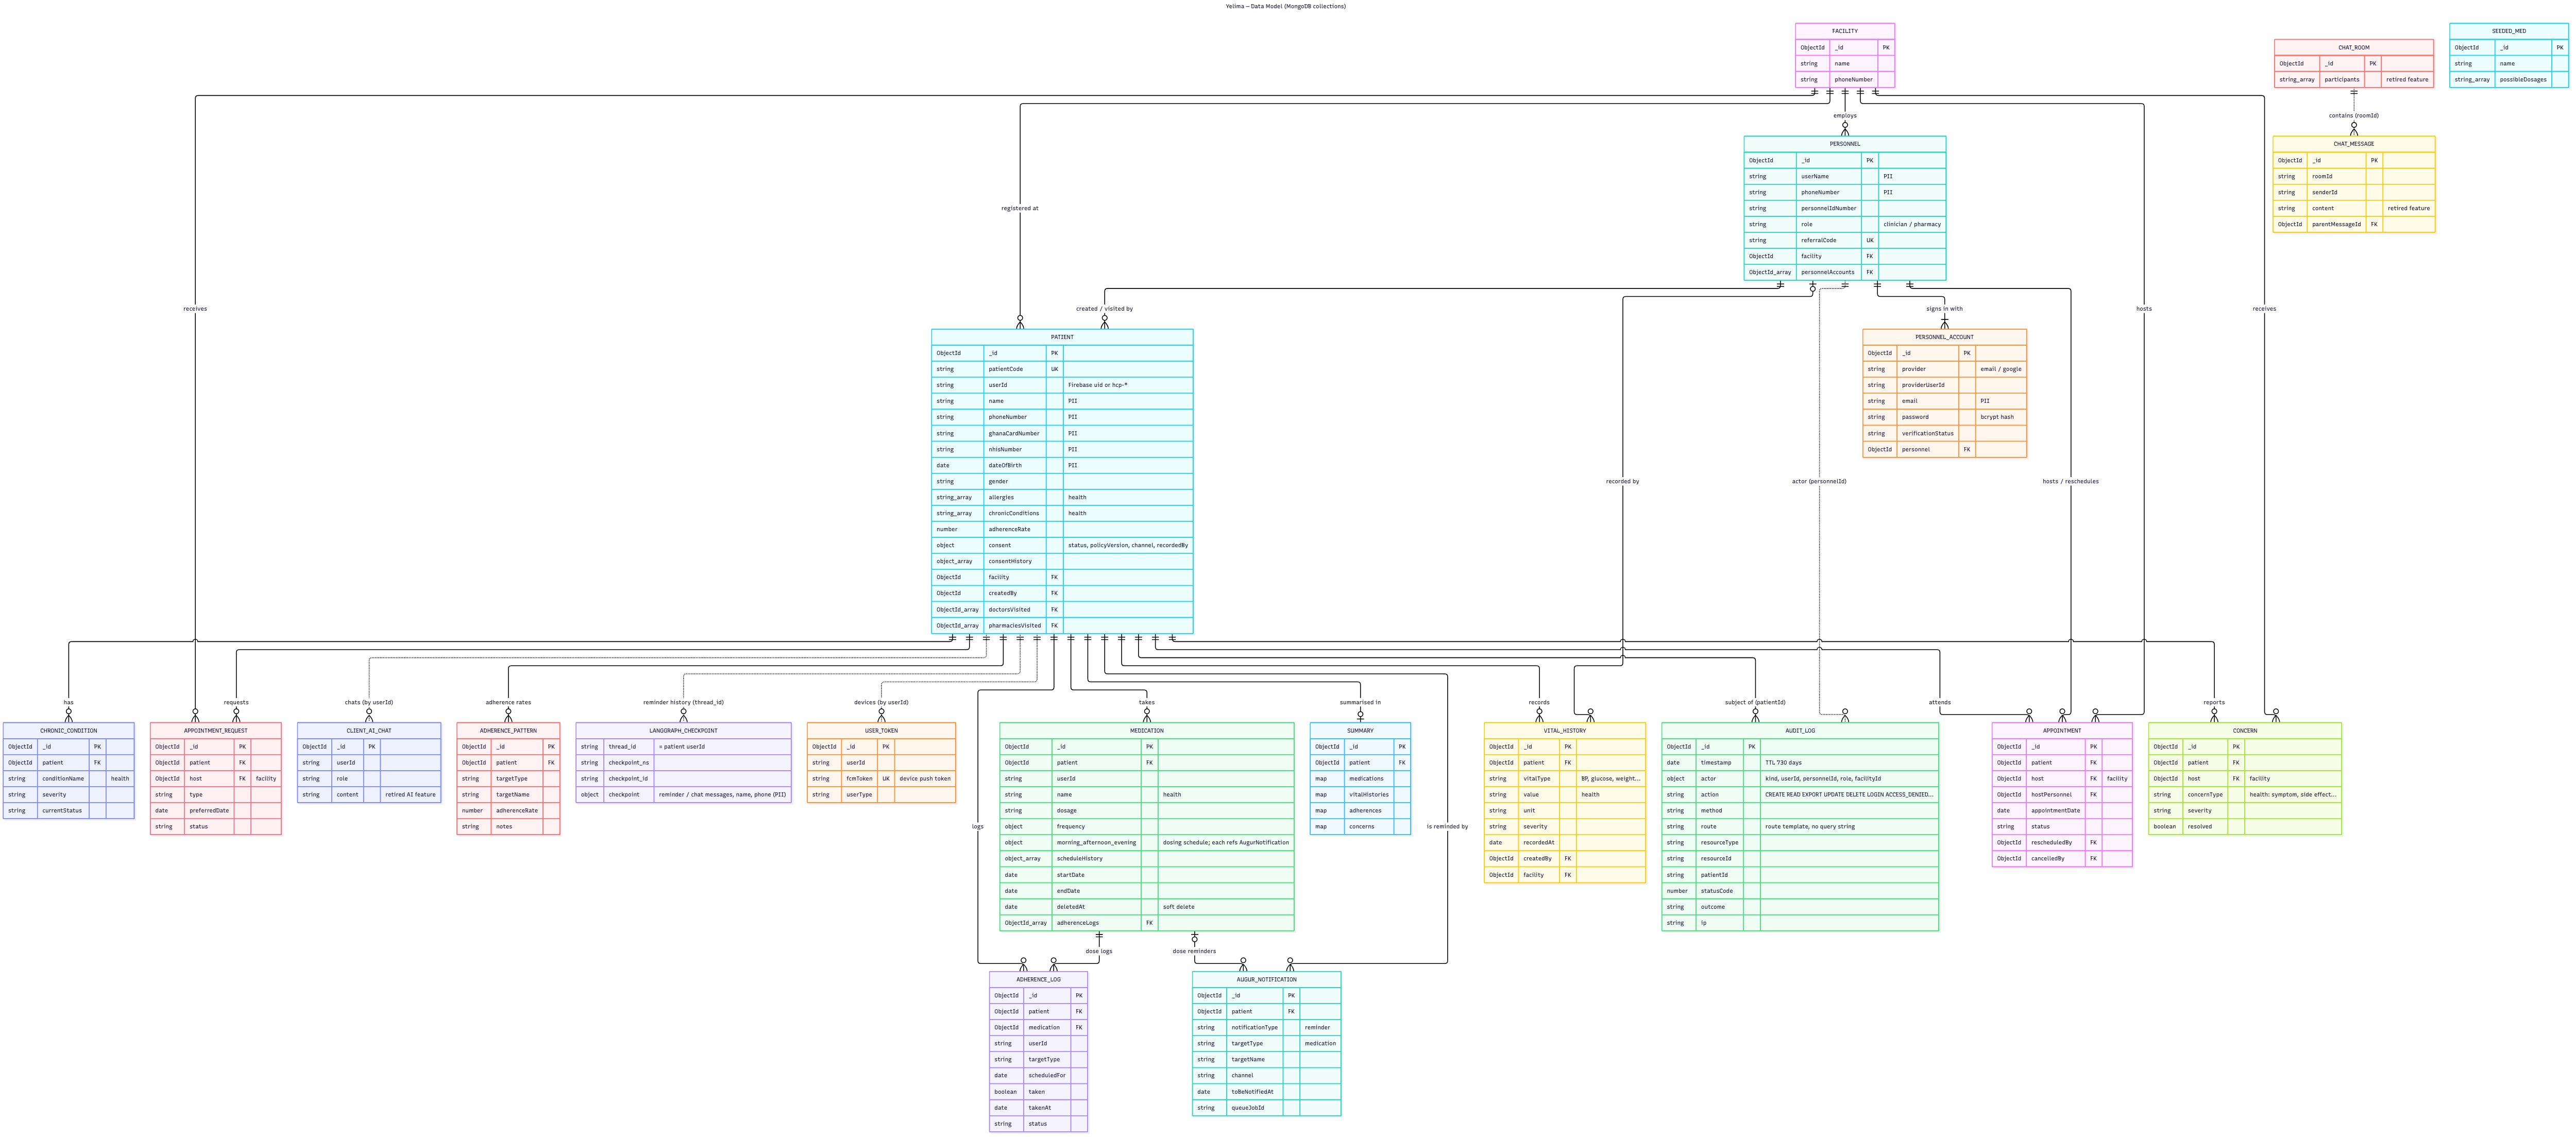 Yelima – Data Model (MongoDB collections)
FACILITY
ObjectId _id PK
string name
string phoneNumber
CHAT_ROOM
ObjectId _id PK
string_array participants retired feature
SEEDED_MED
ObjectId _id PK
string name
string_array possibleDosages
employs
contains (roomId)
PERSONNEL
ObjectId _id PK
string userName PII
string phoneNumber PII
string personnelIdNumber
string role clinician / pharmacy
string referralCode UK
ObjectId facility FK
ObjectId_array personnelAccounts FK
CHAT_MESSAGE
ObjectId _id PK
string roomId
string senderId
string content retired feature
ObjectId parentMessageId FK
registered at
receives
created / visited by
signs in with
hosts
receives
PATIENT
ObjectId _id PK
string patientCode UK
string userId Firebase uid or hcp-*
string name PII
string phoneNumber PII
string ghanaCardNumber PII
string nhisNumber PII
date dateOfBirth PII
string gender
string_array allergies health
string_array chronicConditions health
number adherenceRate
object consent status, policyVersion, channel, recordedBy
object_array consentHistory
ObjectId facility FK
ObjectId createdBy FK
ObjectId_array doctorsVisited FK
ObjectId_array pharmaciesVisited FK
PERSONNEL_ACCOUNT
ObjectId _id PK
string provider email / google
string providerUserId
string email PII
string password bcrypt hash
string verificationStatus
ObjectId personnel FK
recorded by
actor (personnelId)
hosts / reschedules
has
requests
chats (by userId)
adherence rates
reminder history (thread_id)
devices (by userId)
takes
summarised in
records
subject of (patientId)
attends
reports
CHRONIC_CONDITION
ObjectId _id PK
ObjectId patient FK
string conditionName health
string severity
string currentStatus
APPOINTMENT_REQUEST
ObjectId _id PK
ObjectId patient FK
ObjectId host FK facility
string type
date preferredDate
string status
CLIENT_AI_CHAT
ObjectId _id PK
string userId
string role
string content retired AI feature
ADHERENCE_PATTERN
ObjectId _id PK
ObjectId patient FK
string targetType
string targetName
number adherenceRate
string notes
LANGGRAPH_CHECKPOINT
string thread_id = patient userId
string checkpoint_ns
string checkpoint_id
object checkpoint reminder / chat messages, name, phone (PII)
USER_TOKEN
ObjectId _id PK
string userId
string fcmToken UK device push token
string userType
MEDICATION
ObjectId _id PK
ObjectId patient FK
string userId
string name health
string dosage
object frequency
object morning_afternoon_evening dosing schedule; each refs AugurNotification
object_array scheduleHistory
date startDate
date endDate
date deletedAt soft delete
ObjectId_array adherenceLogs FK
SUMMARY
ObjectId _id PK
ObjectId patient FK
map medications
map vitalHistories
map adherences
map concerns
VITAL_HISTORY
ObjectId _id PK
ObjectId patient FK
string vitalType BP, glucose, weight...
string value health
string unit
string severity
date recordedAt
ObjectId createdBy FK
ObjectId facility FK
AUDIT_LOG
ObjectId _id PK
date timestamp TTL 730 days
object actor kind, userId, personnelId, role, facilityId
string action CREATE READ EXPORT UPDATE DELETE LOGIN ACCESS_DENIED...
string method
string route route template, no query string
string resourceType
string resourceId
string patientId
number statusCode
string outcome
string ip
APPOINTMENT
ObjectId _id PK
ObjectId patient FK
ObjectId host FK facility
ObjectId hostPersonnel FK
date appointmentDate
string status
ObjectId rescheduledBy FK
ObjectId cancelledBy FK
CONCERN
ObjectId _id PK
ObjectId patient FK
ObjectId host FK facility
string concernType health: symptom, side effect...
string severity
boolean resolved
logs
is reminded by
dose logs
dose reminders
ADHERENCE_LOG
ObjectId _id PK
ObjectId patient FK
ObjectId medication FK
string userId
string targetType
date scheduledFor
boolean taken
date takenAt
string status
AUGUR_NOTIFICATION
ObjectId _id PK
ObjectId patient FK
string notificationType reminder
string targetType medication
string targetName
string channel
date toBeNotifiedAt
string queueJobId